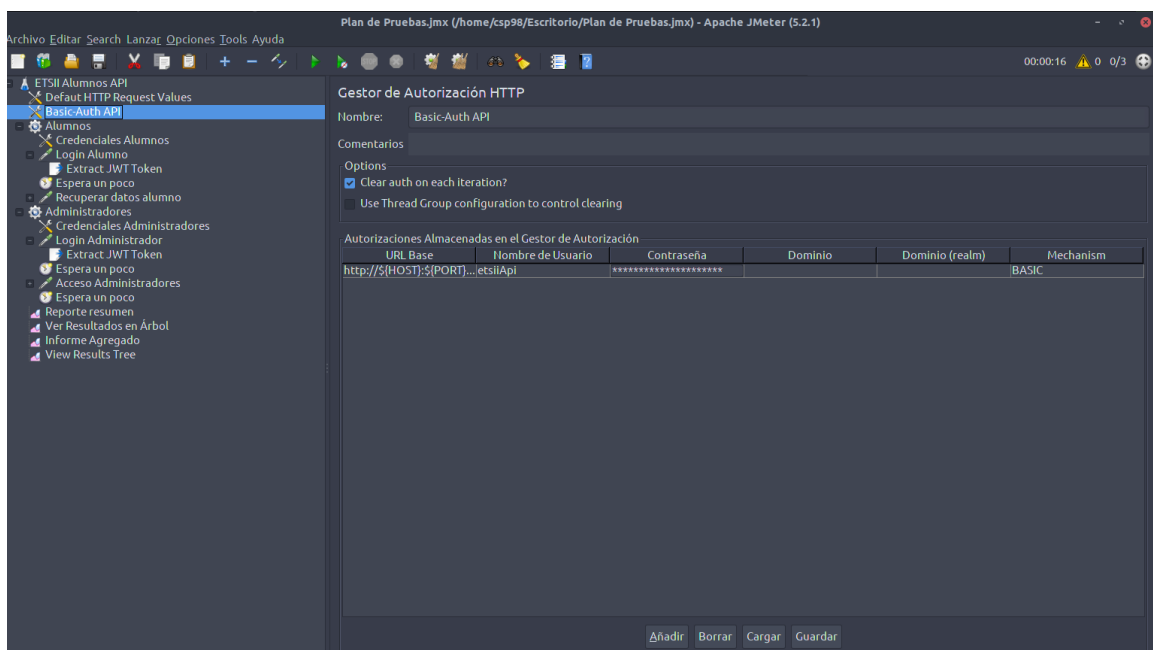 Plan de Pruebas.jmx (/home/csp98/Escritorio/Plan de Pruebas.jmx) - Apache JMeter (5.2.1)
Archivo Editar Search Lanzar Opciones Tools Ayuda
00:00:16 0 0/3
ETSII Alumnos API
Defaut HTTP Request Values
Basic-Auth API
Alumnos
Credenciales Alumnos
Login Alumno
Extract JWT Token
Espera un poco
Recuperar datos alumno
Administradores
Credenciales Administradores
Login Administrador
Extract JWT Token
Espera un poco
Acceso Administradores
Espera un poco
Reporte resumen
Ver Resultados en Árbol
Informe Agregado
View Results Tree
Gestor de Autorización HTTP
Nombre: Basic-Auth API
Comentarios
Options
Clear auth on each iteration?
Use Thread Group configuration to control clearing
Autorizaciones Almacenadas en el Gestor de Autorización
URL Base Nombre de Usuario Contraseña Dominio Dominio (realm) Mechanism
http://${HOST}:${PORT}... etsiiApi ********************* BASIC
Añadir Borrar Cargar Guardar